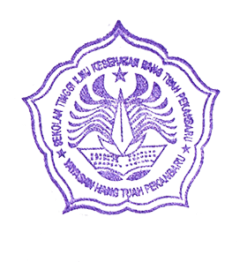 SEKOLAH TINGGI ILMU KESEHATAN HANG TUAH PEKANBARU
YAYASAN HANG TUAH PEKANBARU